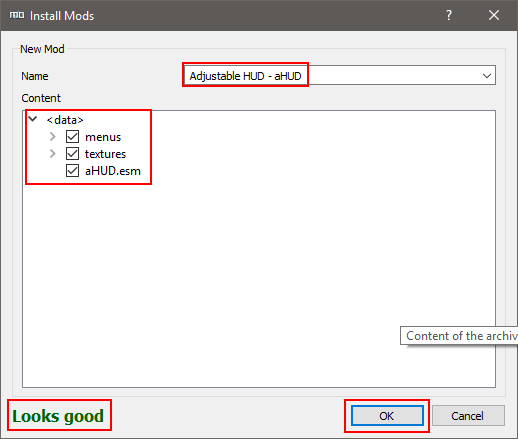 Install Mods
New Mod
Name
Adjustable HUD - aHUD
Content
<data>
menus
textures
aHUD.esm
Content of the archiv
Looks good
OK
Cancel